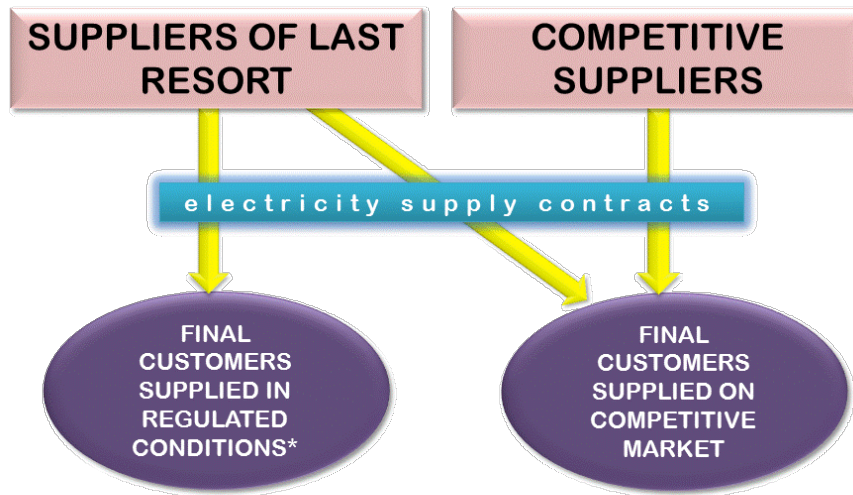 SUPPLIERS OF LAST
RESORT
COMPETITIVE
SUPPLIERS
electricity supply contracts
FINAL
CUSTOMERS
SUPPLIED IN
REGULATED
CONDITIONS*
FINAL
CUSTOMERS
SUPPLIED ON
COMPETITIVE
MARKET